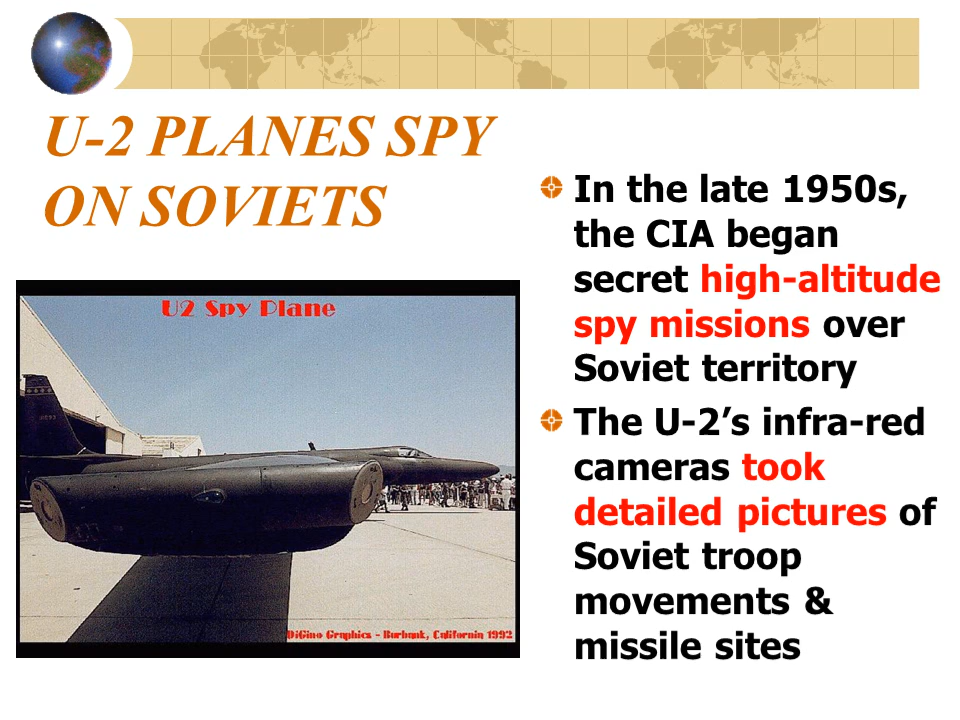 U-2 PLANES SPY
ON SOVIETS
U2 Spy Plane
DiGino Graphics - Burbank, California 1992
In the late 1950s,
the CIA began
secret high-altitude
spy missions over
Soviet territory
The U-2’s infra-red
cameras took
detailed pictures of
Soviet troop
movements &
missile sites